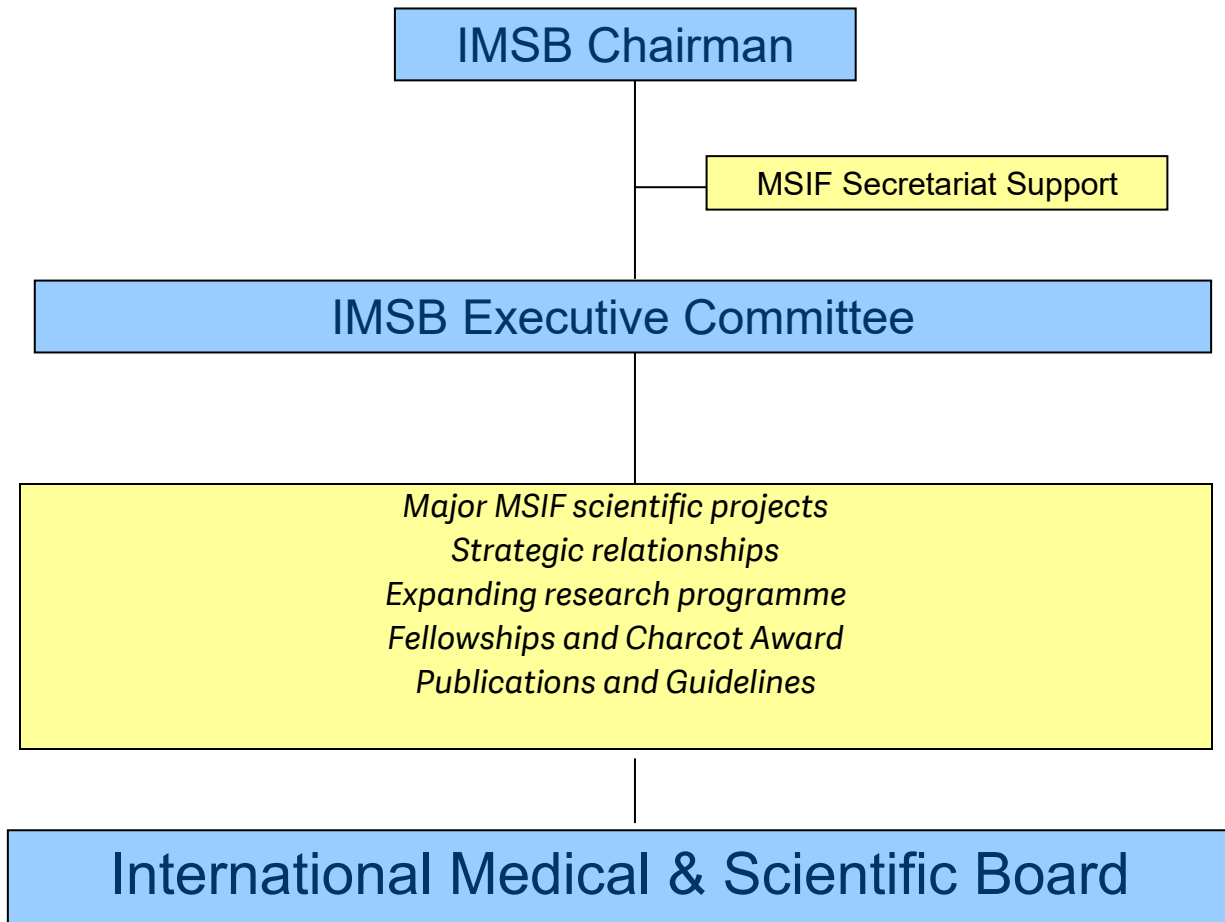 IMSB Chairman
MSIF Secretariat Support
IMSB Executive Committee
Major MSIF scientific projects
Strategic relationships
Expanding research programme
Fellowships and Charcot Award
Publications and Guidelines
International Medical & Scientific Board